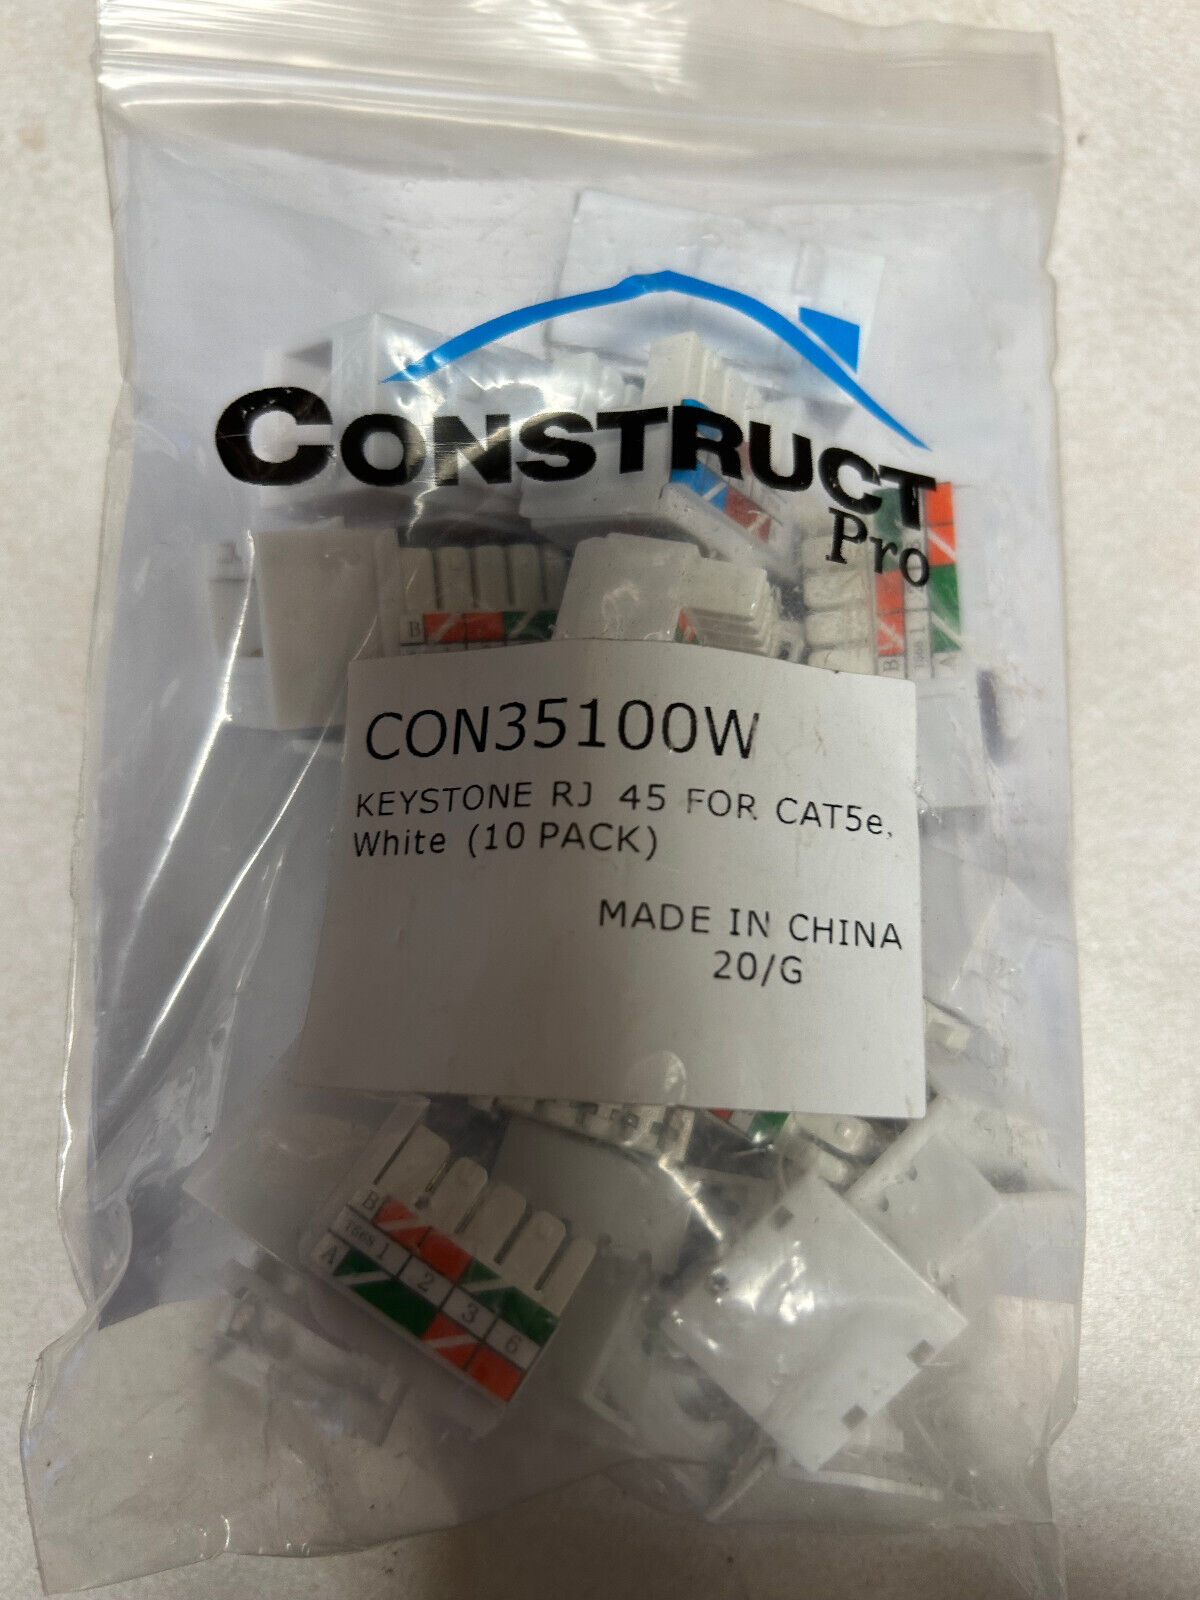 CONSTRUCT
Pro
B
B
A
CON35100W
KEYSTONE RJ 45 FOR CAT5e,
White (10 PACK)
MADE IN CHINA
20/G
B
T568 1 2 3 6
A